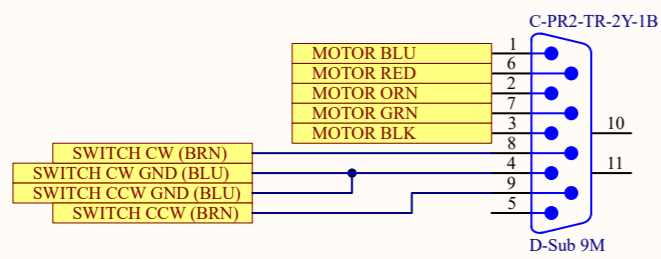 C-PR2-TR-2Y-1B
MOTOR BLU 1
MOTOR RED 6
MOTOR ORN 2
MOTOR GRN 7
MOTOR BLK 3
10
SWITCH CW (BRN) 8
SWITCH CW GND (BLU) 4
11
SWITCH CCW GND (BLU) 9
SWITCH CCW (BRN) 5
D-Sub 9M